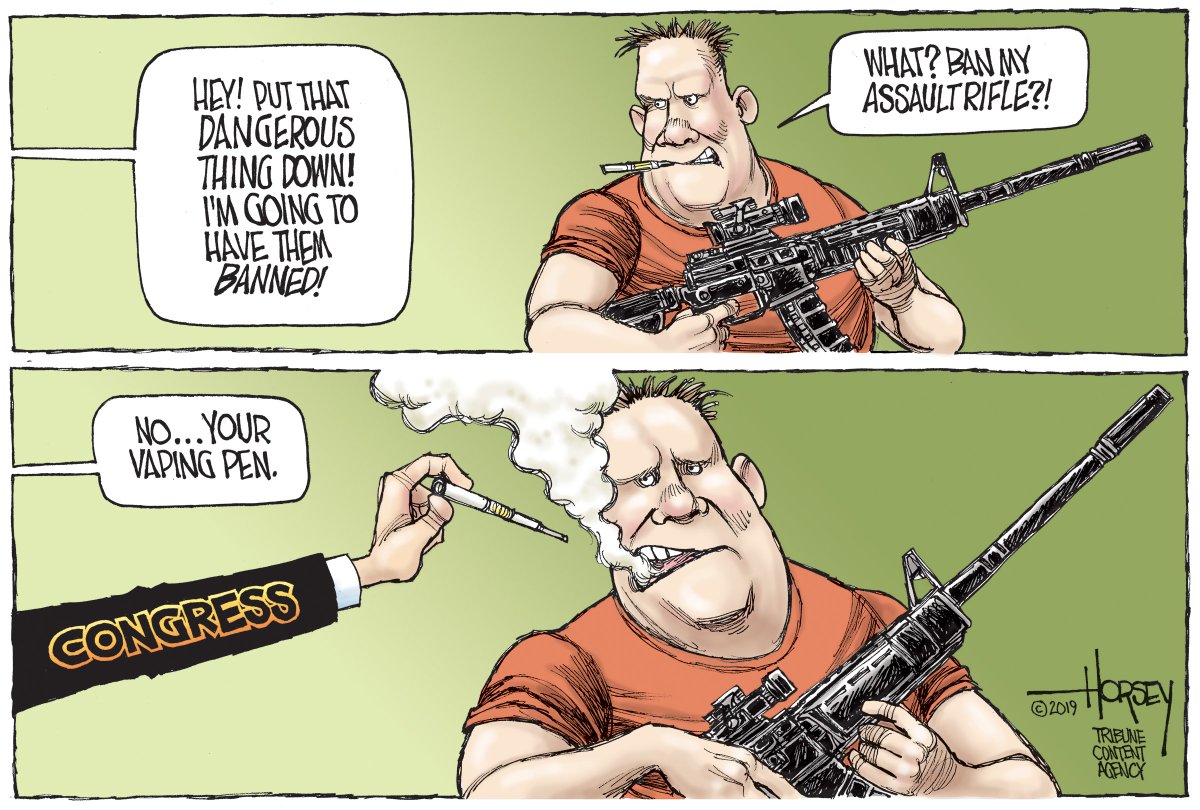 HEY! PUT THAT
DANGEROUS
THING DOWN!
I'M GOING TO
HAVE THEM
BANNED!
WHAT? BAN MY
ASSAULT RIFLE?!
NO...YOUR
VAPING PEN.
CONGRESS
©2019 HORSEY
TRIBUNE
CONTENT
AGENCY